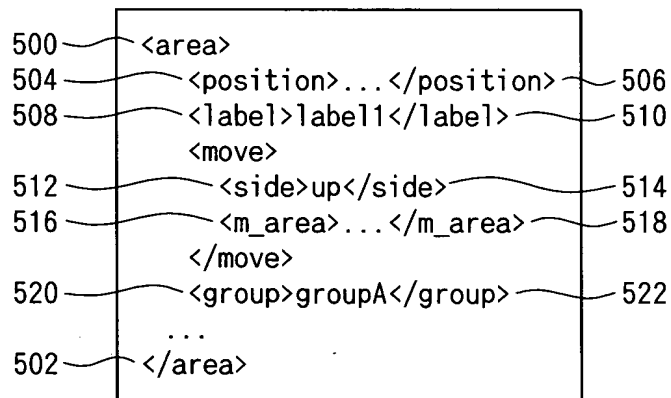 500 <area>
504 <position>...</position> 506
508 <label>label1</label> 510
<move>
512 <side>up</side> 514
516 <m_area>...</m_area> 518
</move>
520 <group>groupA</group> 522
...
502 </area>